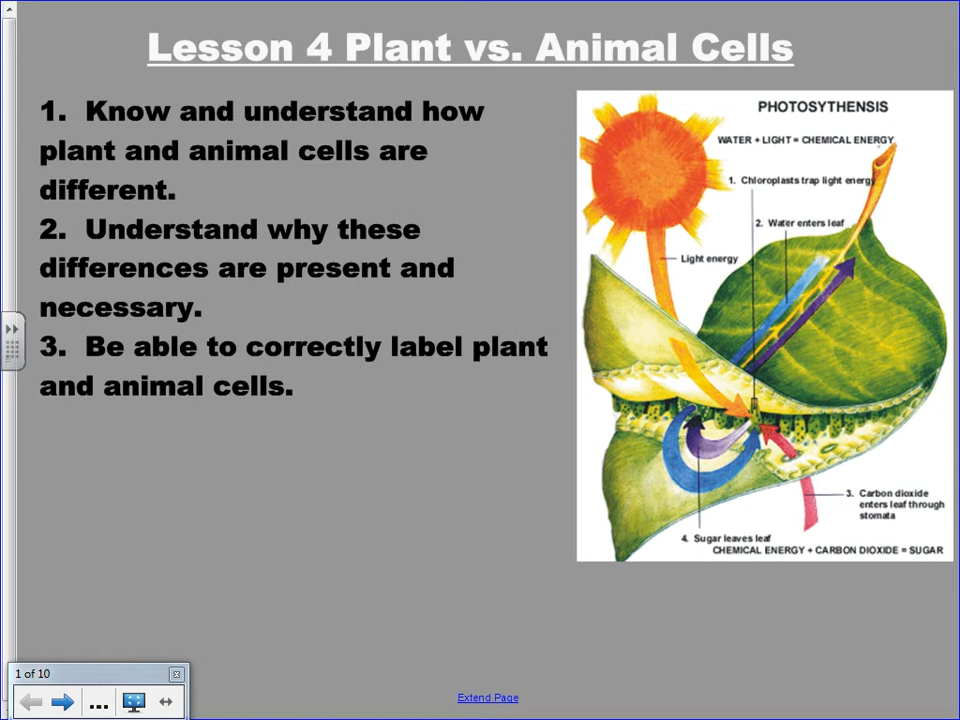 Lesson 4 Plant vs. Animal Cells
1. Know and understand how
plant and animal cells are
different.
2. Understand why these
differences are present and
necessary.
3. Be able to correctly label plant
and animal cells.
PHOTOSYTHENSIS
WATER + LIGHT = CHEMICAL ENERGY
1. Chloroplasts trap light energy
2. Water enters leaf
Light energy
3. Carbon dioxide
enters leaf through
stomata
4. Sugar leaves leaf
CHEMICAL ENERGY + CARBON DIOXIDE = SUGAR
1 of 10
Extend Page